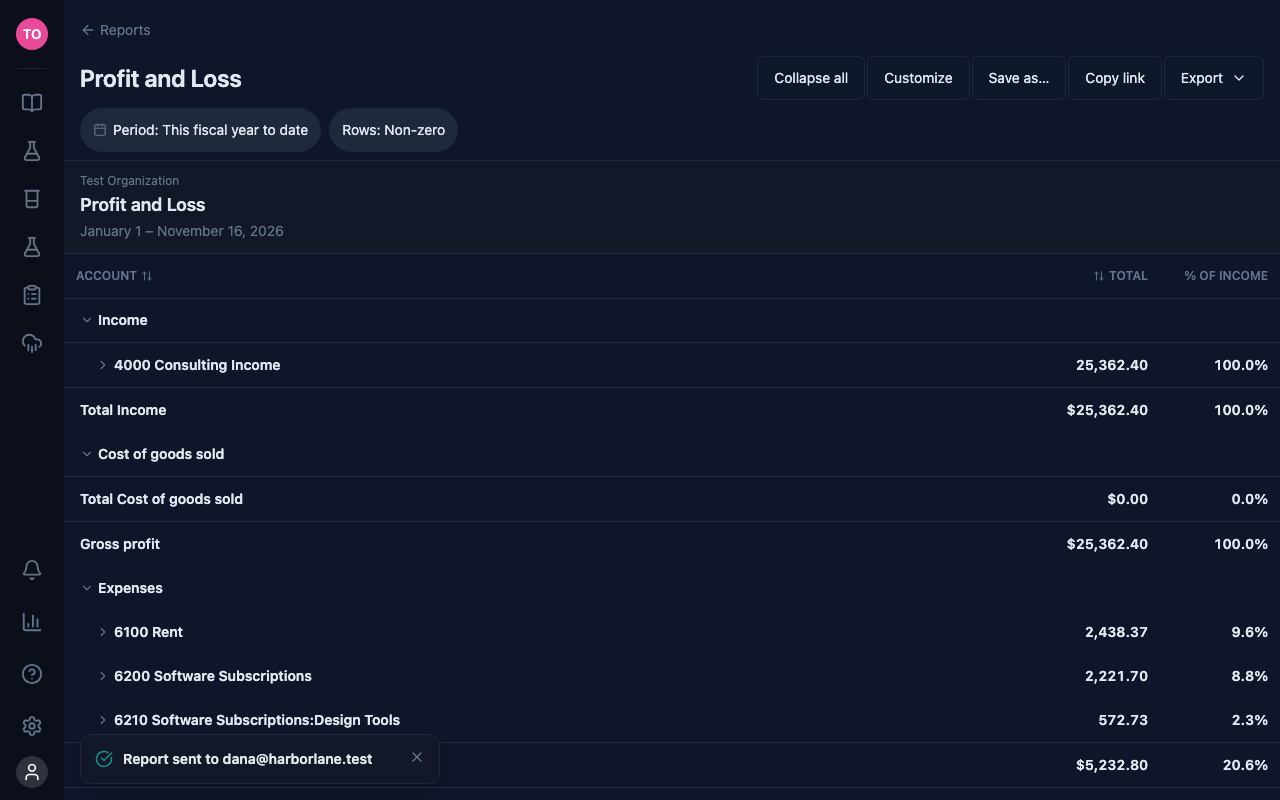 TO
Reports
Profit and Loss
Collapse all
Customize
Save as...
Copy link
Export
Period: This fiscal year to date
Rows: Non-zero
Test Organization
Profit and Loss
January 1 – November 16, 2026
ACCOUNT TOTAL % OF INCOME
Income
4000 Consulting Income 25,362.40 100.0%
Total Income $25,362.40 100.0%
Cost of goods sold
Total Cost of goods sold $0.00 0.0%
Gross profit $25,362.40 100.0%
Expenses
6100 Rent 2,438.37 9.6%
6200 Software Subscriptions 2,221.70 8.8%
6210 Software Subscriptions:Design Tools 572.73 2.3%
$5,232.80 20.6%
Report sent to dana@harborlane.test